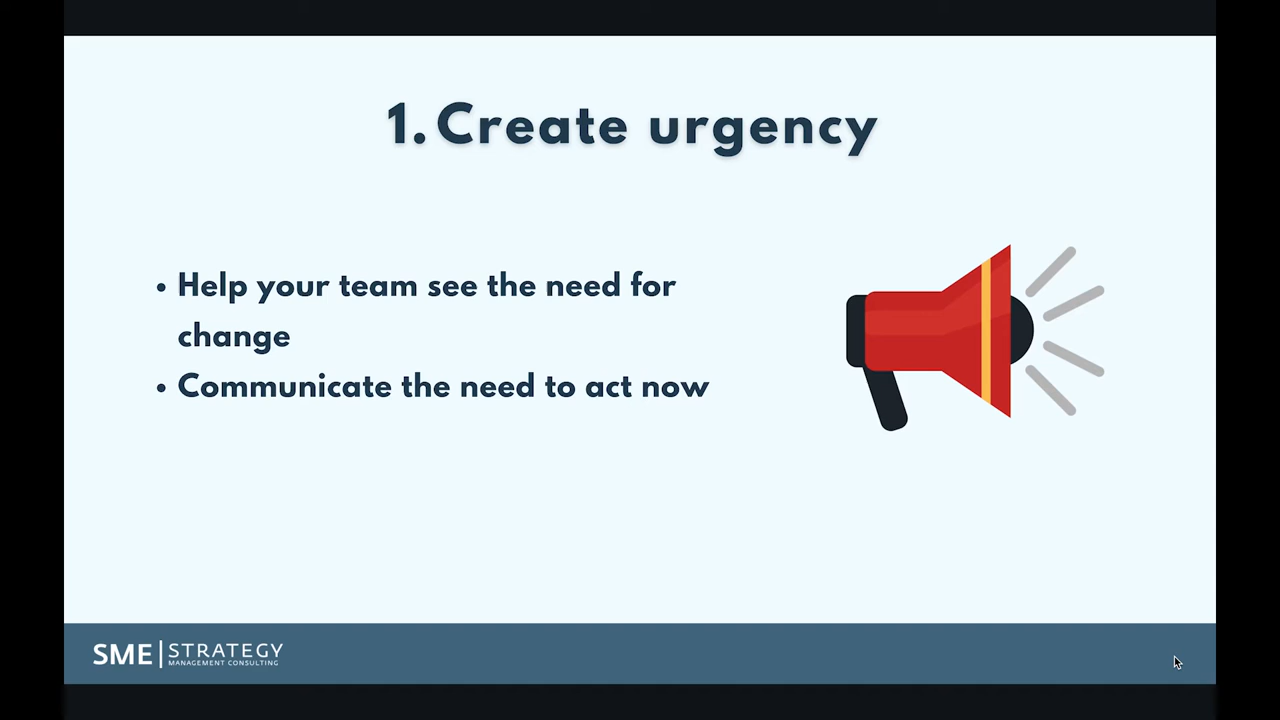 1. Create urgency
• Help your team see the need for
change
• Communicate the need to act now
SME | STRATEGY
MANAGEMENT CONSULTING